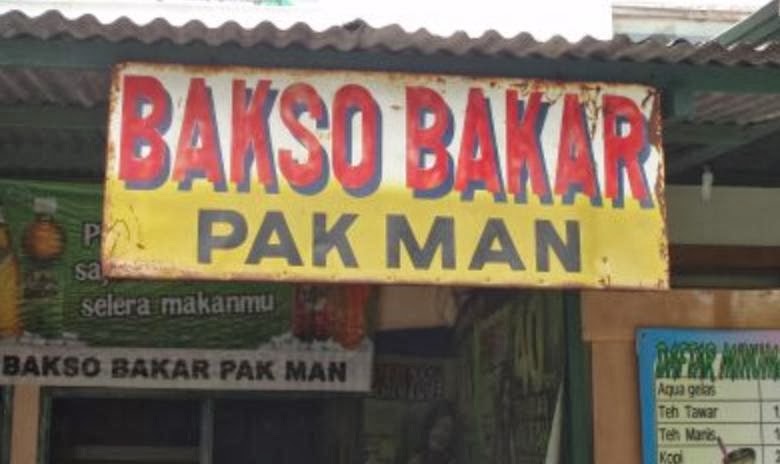 BAKSO BAKAR
PAK MAN
selera makanmu
BAKSO BAKAR PAK MAN
Aqua gelas
Teh Tawar
Teh Manis
Kopi